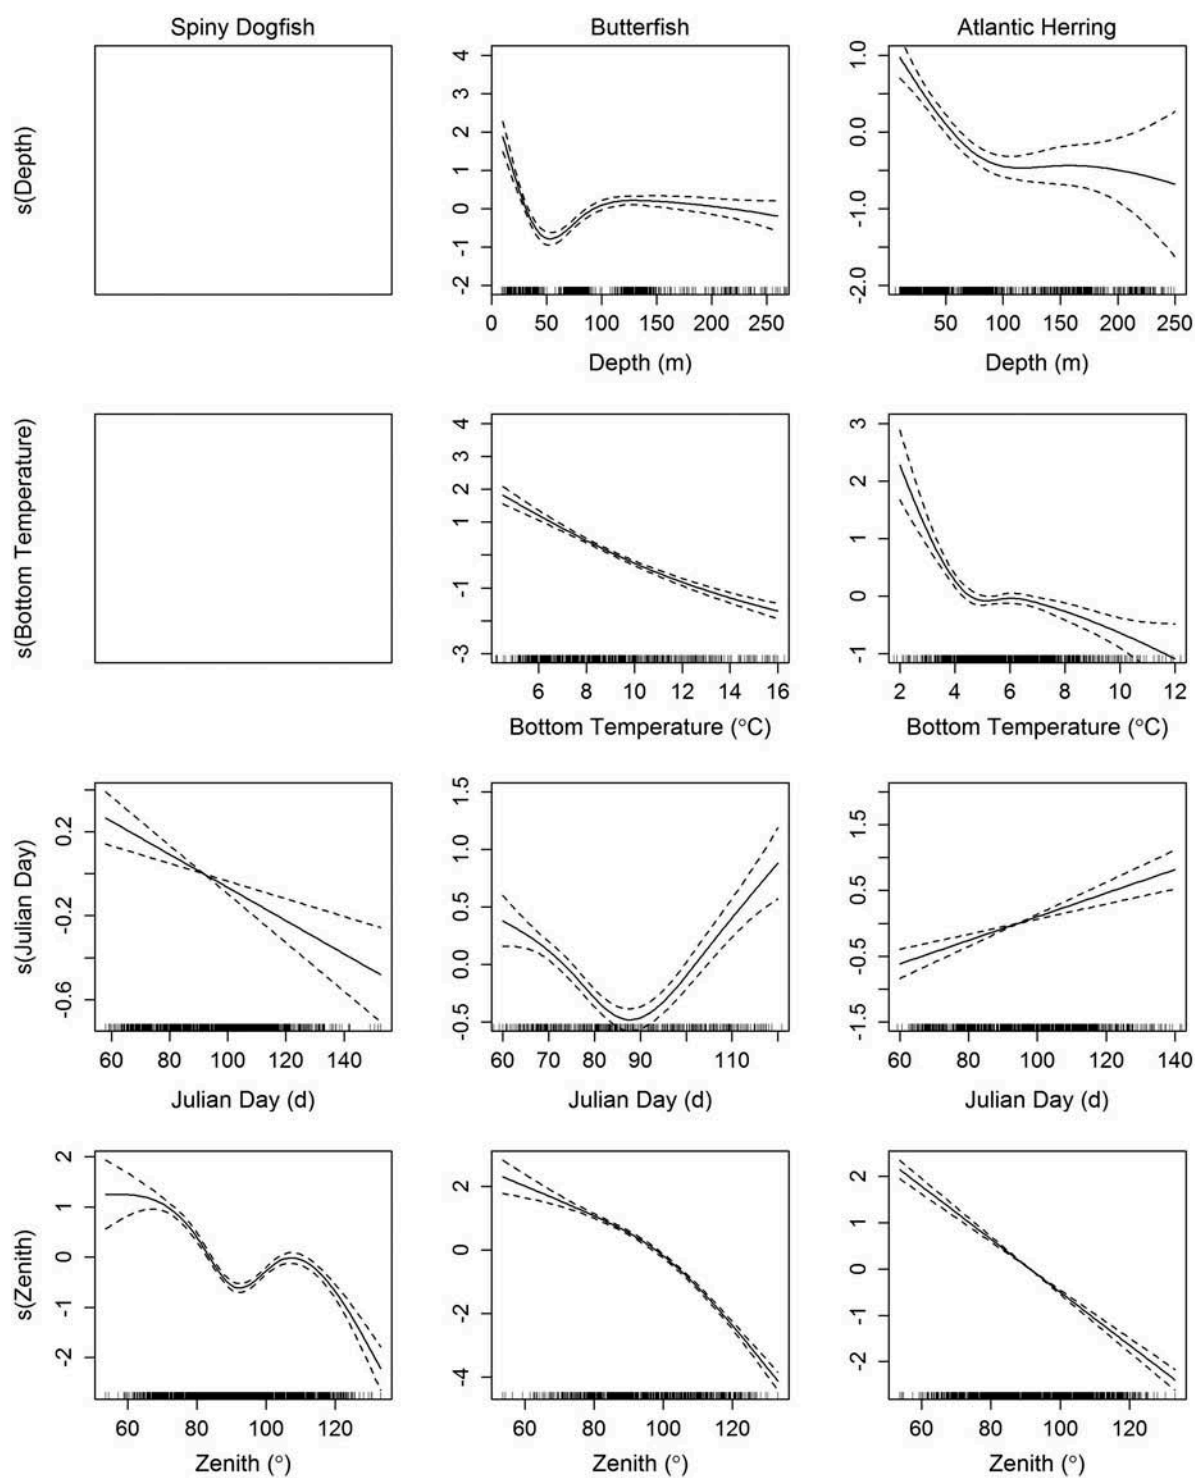 Spiny Dogfish Butterfish Atlantic Herring
s(Depth)
4 3 2 1 0 -1 -2
1.0 0.0 -1.0 -2.0
0 50 100 150 200 250
50 100 150 200 250
Depth (m) Depth (m)
s(Bottom Temperature)
4 3 2 1 -1 -3
3 2 1 0 -1
6 8 10 12 14 16
2 4 6 8 10 12
Bottom Temperature (°C) Bottom Temperature (°C)
s(Julian Day)
0.2 -0.2 -0.6
1.5 1.0 0.5 0.0 -0.5
1.5 0.5 -0.5 -1.5
60 80 100 120 140
60 70 80 90 110
60 80 100 120 140
Julian Day (d) Julian Day (d) Julian Day (d)
s(Zenith)
2 1 0 -1 -2
2 0 -2 -4
2 1 0 -1 -2
60 80 100 120
60 80 100 120
60 80 100 120
Zenith (°) Zenith (°) Zenith (°)